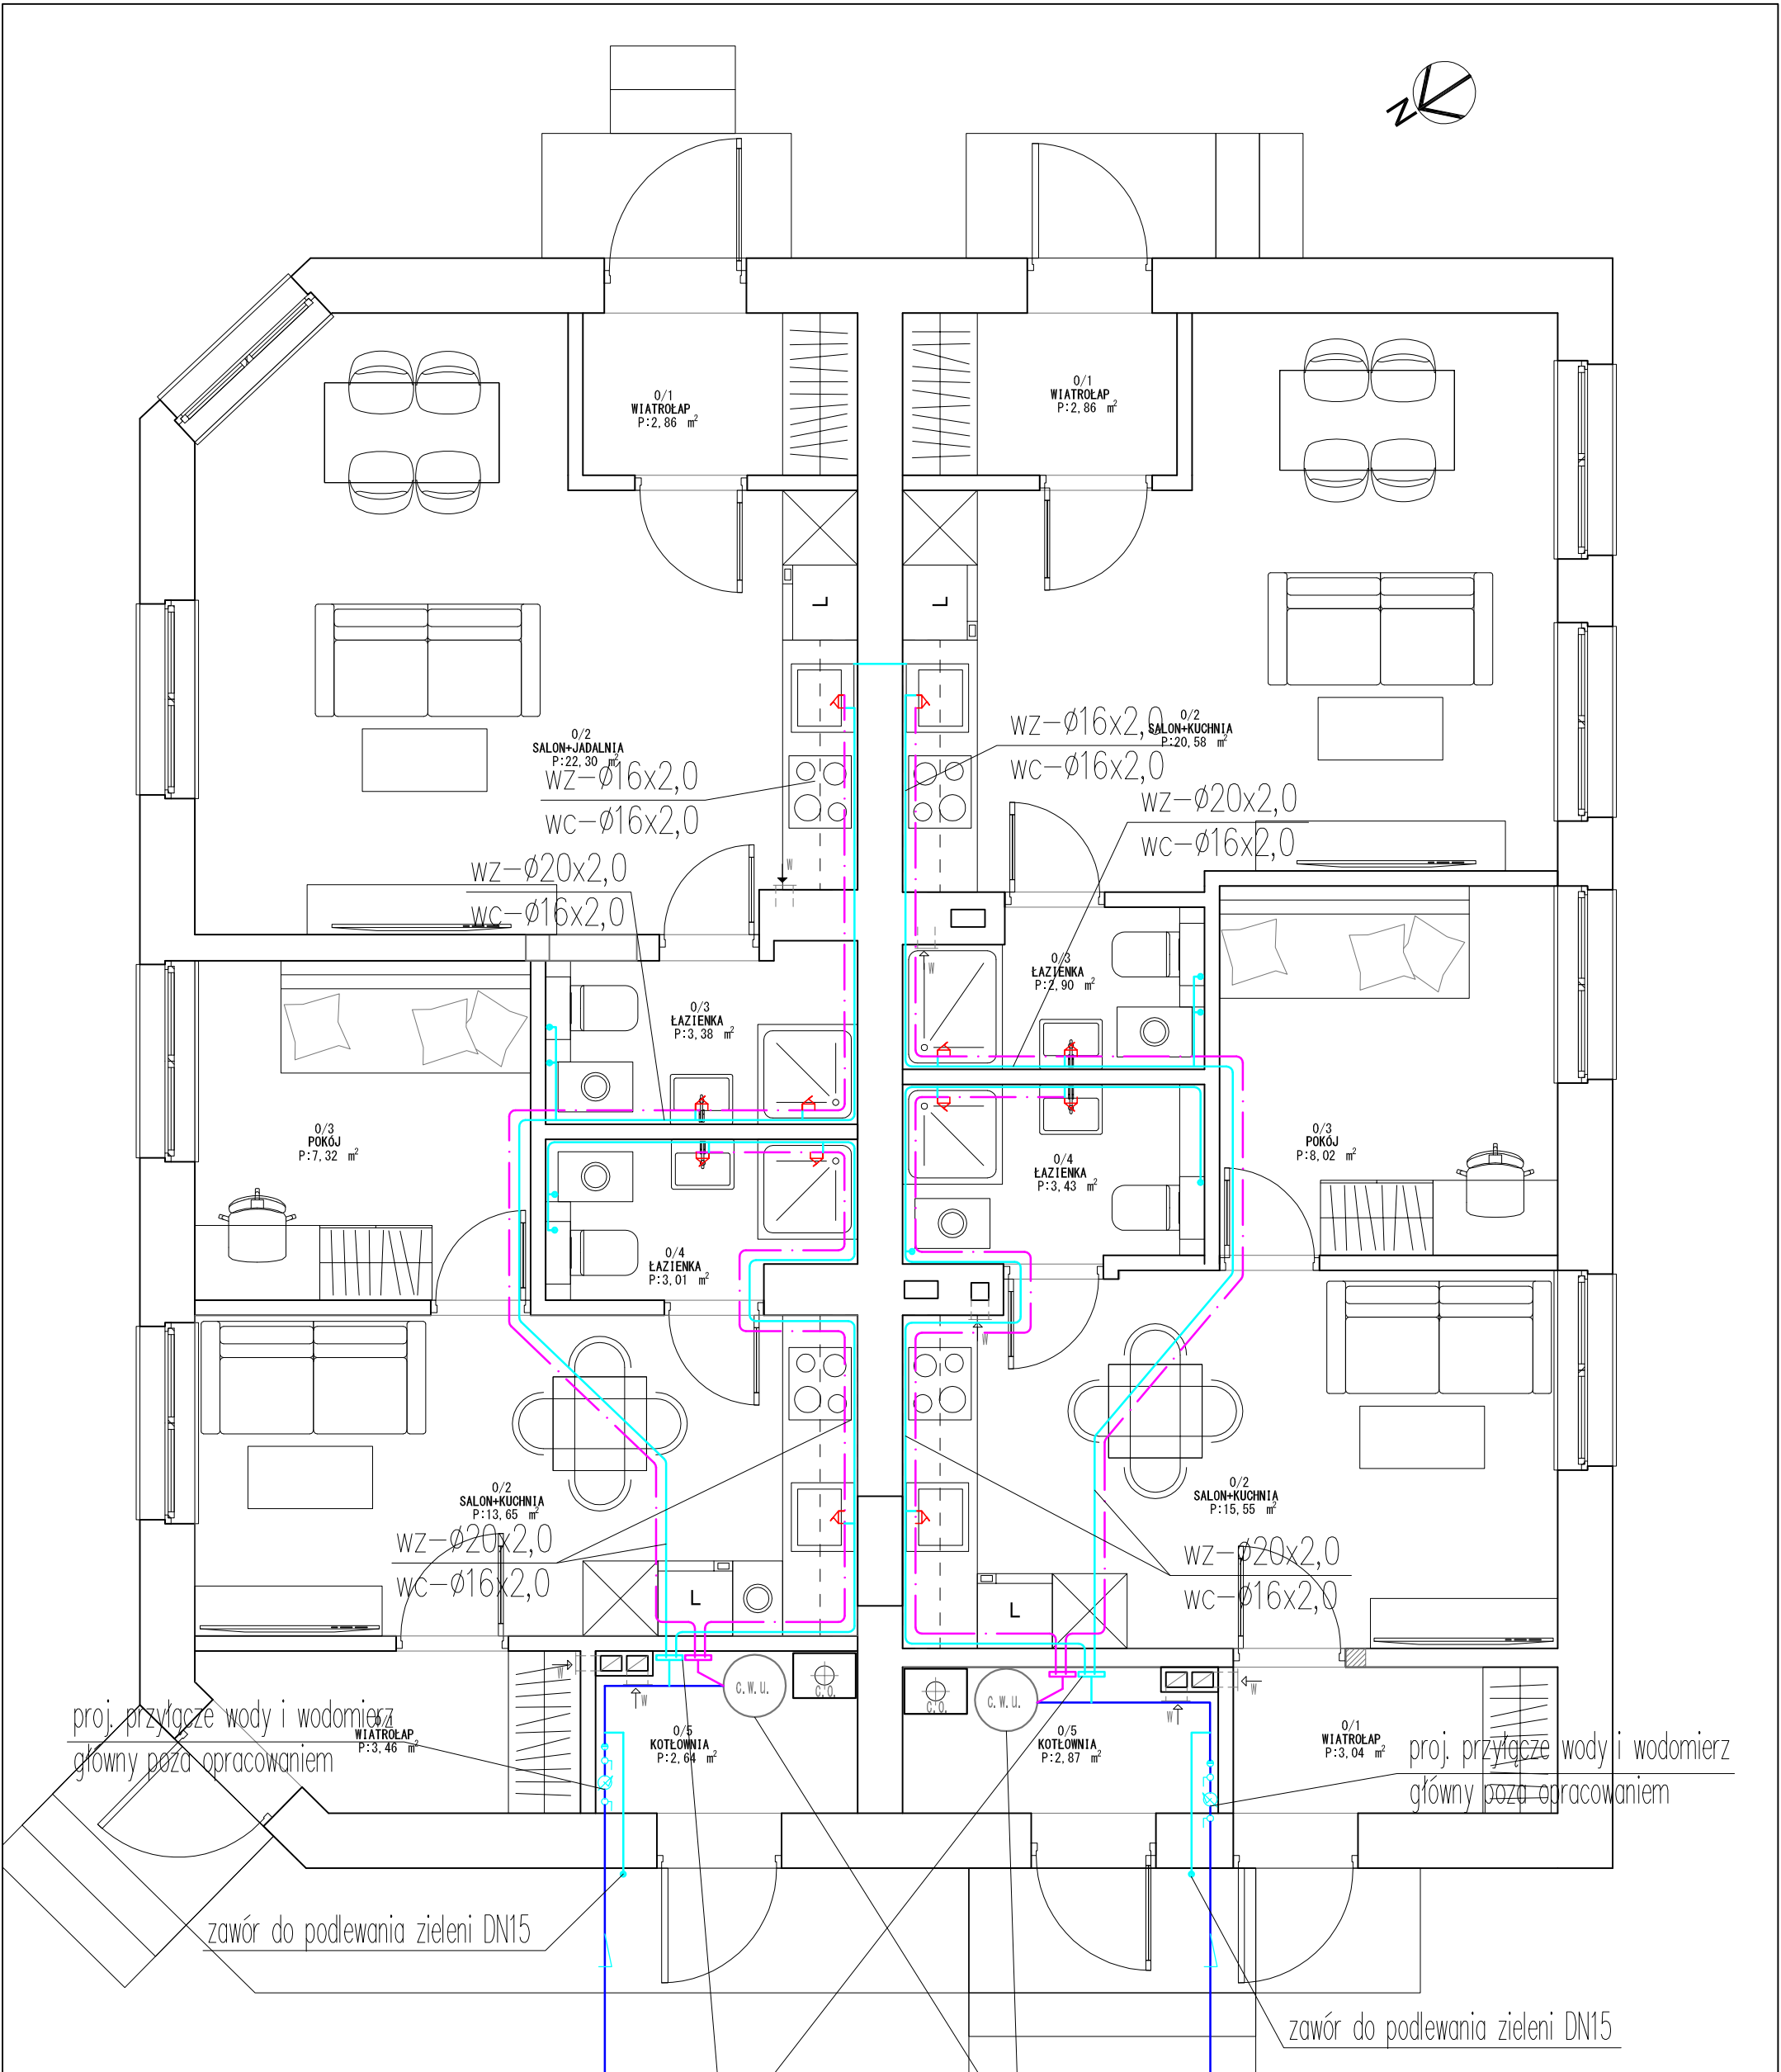 N
0/1
WIATROŁAP
P:2,86 m²
0/1
WIATROŁAP
P:2,86 m²
L
L
0/2
SALON+JADALNIA
P:22,30 m²
wz-ø16x2,0
wc-ø16x2,0
wz-ø16x2,0
wc-ø16x2,0
0/2
SALON+KUCHNIA
P:20,58 m²
wz-ø20x2,0
wc-ø16x2,0
wz-ø20x2,0
wc-ø16x2,0
W
W
0/3
ŁAZIENKA
P:3,38 m²
0/3
ŁAZIENKA
P:2,90 m²
0/3
POKÓJ
P:7,32 m²
0/3
POKÓJ
P:8,02 m²
0/4
ŁAZIENKA
P:3,01 m²
0/4
ŁAZIENKA
P:3,43 m²
W
0/2
SALON+KUCHNIA
P:13,65 m²
0/2
SALON+KUCHNIA
P:15,55 m²
wz-ø20x2,0
wc-ø16x2,0
wz-ø20x2,0
wc-ø16x2,0
L
L
W
W
c.w.u.
c.o.
c.o.
c.w.u.
W
W
proj. przyłącze wody i wodomierz
główny poza opracowaniem
WIATROŁAP
P:3,46 m²
0/5
KOTŁOWNIA
P:2,64 m²
0/5
KOTŁOWNIA
P:2,87 m²
0/1
WIATROŁAP
P:3,04 m²
proj. przyłącze wody i wodomierz
główny poza opracowaniem
zawór do podlewania zieleni DN15
zawór do podlewania zieleni DN15